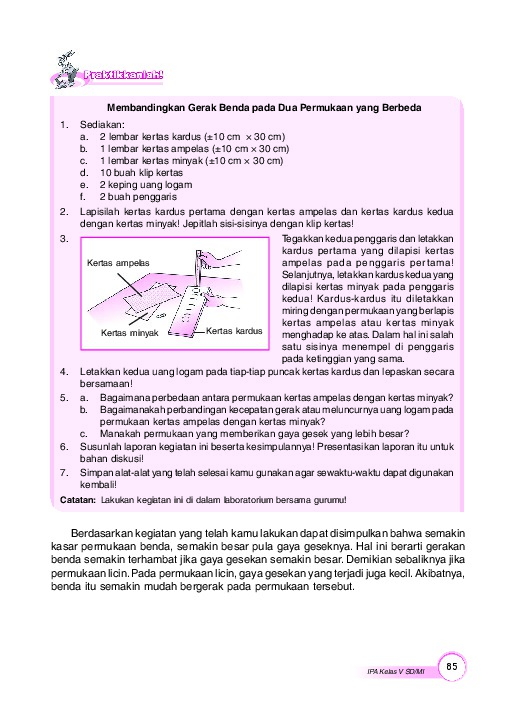 Praktikkanlah!
Membandingkan Gerak Benda pada Dua Permukaan yang Berbeda
1. Sediakan:
a. 2 lembar kertas kardus (±10 cm × 30 cm)
b. 1 lembar kertas ampelas (±10 cm × 30 cm)
c. 1 lembar kertas minyak (±10 cm × 30 cm)
d. 10 buah klip kertas
e. 2 keping uang logam
f. 2 buah penggaris
2. Lapisilah kertas kardus pertama dengan kertas ampelas dan kertas kardus kedua
dengan kertas minyak! Jepitlah sisi-sisinya dengan klip kertas!
3.
Kertas ampelas
Kertas minyak
Kertas kardus
Tegakkan kedua penggaris dan letakkan
kardus pertama yang dilapisi kertas
ampelas pada penggaris pertama!
Selanjutnya, letakkan kardus kedua yang
dilapisi kertas minyak pada penggaris
kedua! Kardus-kardus itu diletakkan
miring dengan permukaan yang berlapis
kertas ampelas atau kertas minyak
menghadap ke atas. Dalam hal ini salah
satu sisinya menempel di penggaris
pada ketinggian yang sama.
4. Letakkan kedua uang logam pada tiap-tiap puncak kertas kardus dan lepaskan secara
bersamaan!
5. a. Bagaimana perbedaan antara permukaan kertas ampelas dengan kertas minyak?
b. Bagaimanakah perbandingan kecepatan gerak atau meluncurnya uang logam pada
permukaan kertas ampelas dengan kertas minyak?
c. Manakah permukaan yang memberikan gaya gesek yang lebih besar?
6. Susunlah laporan kegiatan ini beserta kesimpulannya! Presentasikan laporan itu untuk
bahan diskusi!
7. Simpan alat-alat yang telah selesai kamu gunakan agar sewaktu-waktu dapat digunakan
kembali!
Catatan: Lakukan kegiatan ini di dalam laboratorium bersama gurumu!
Berdasarkan kegiatan yang telah kamu lakukan dapat disimpulkan bahwa semakin
kasar permukaan benda, semakin besar pula gaya geseknya. Hal ini berarti gerakan
benda semakin terhambat jika gaya gesekan semakin besar. Demikian sebaliknya jika
permukaan licin. Pada permukaan licin, gaya gesekan yang terjadi juga kecil. Akibatnya,
benda itu semakin mudah bergerak pada permukaan tersebut.
IPA Kelas V SD/MI
85